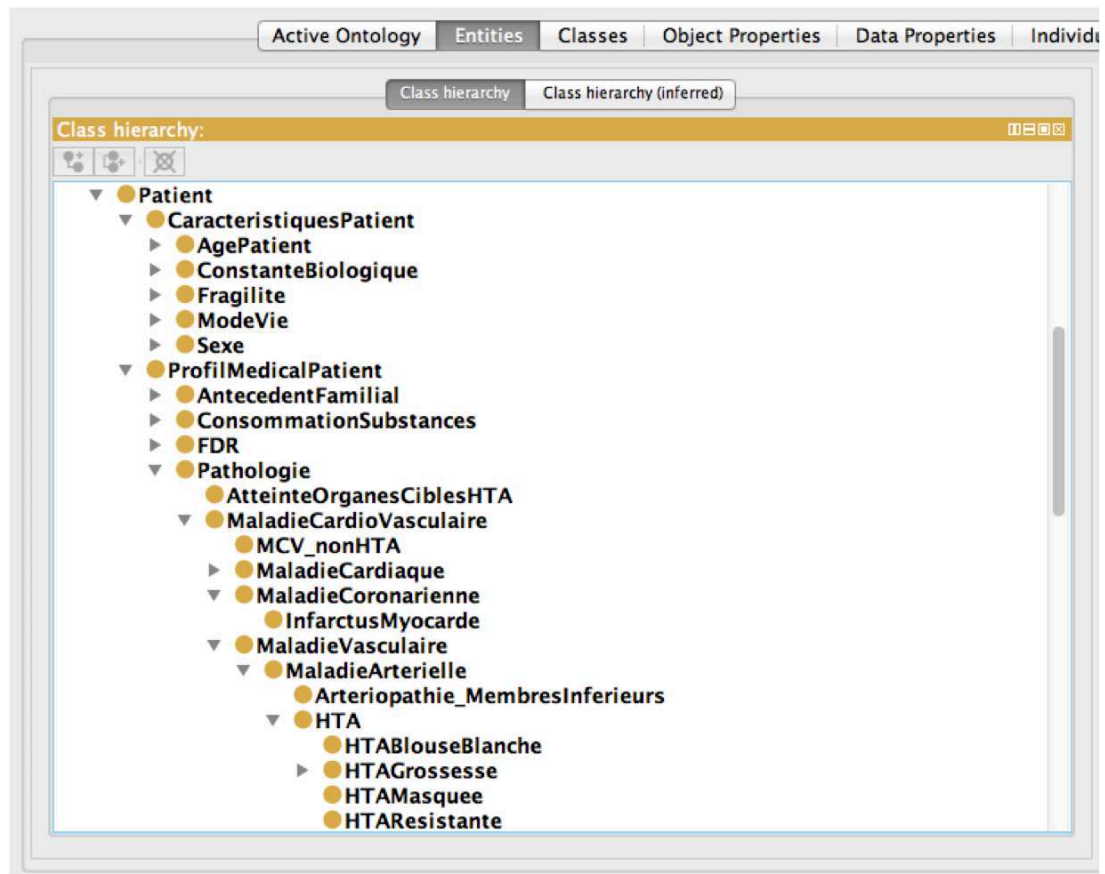 Active Ontology Entities Classes Object Properties Data Properties Individu
Class hierarchy Class hierarchy (inferred)
Class hierarchy:
Patient
CaracteristiquesPatient
AgePatient
ConstanteBiologique
Fragilite
ModeVie
Sexe
ProfilMedicalPatient
AntecedentFamilial
ConsommationSubstances
FDR
Pathologie
AtteinteOrganesCiblesHTA
MaladieCardioVasculaire
MCV_nonHTA
MaladieCardiaque
MaladieCoronarienne
InfarctusMyocarde
MaladieVasculaire
MaladieArterielle
Arteriopathie_MembresInferieurs
HTA
HTABlouseBlanche
HTAGrossesse
HTAMasquee
HTAResistante